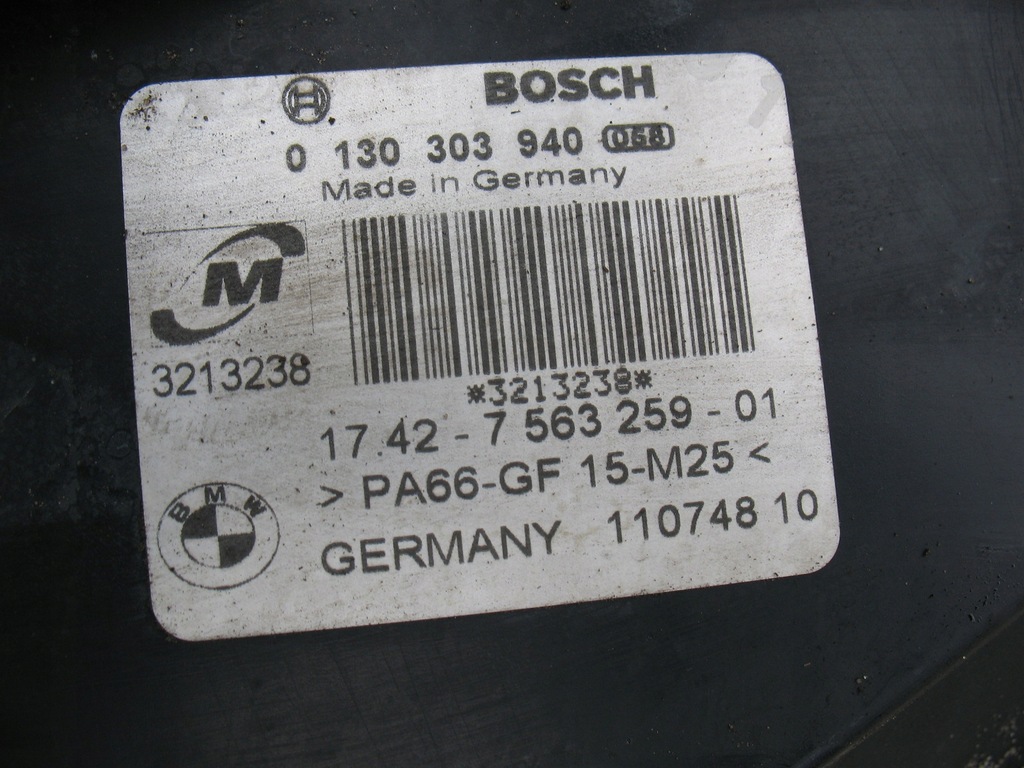 BOSCH
0 130 303 940 068
Made in Germany
M
3213238
*3213238*
17.42 - 7 563 259 - 01
> PA66-GF 15-M25 <
BMW
GERMANY 110748 10